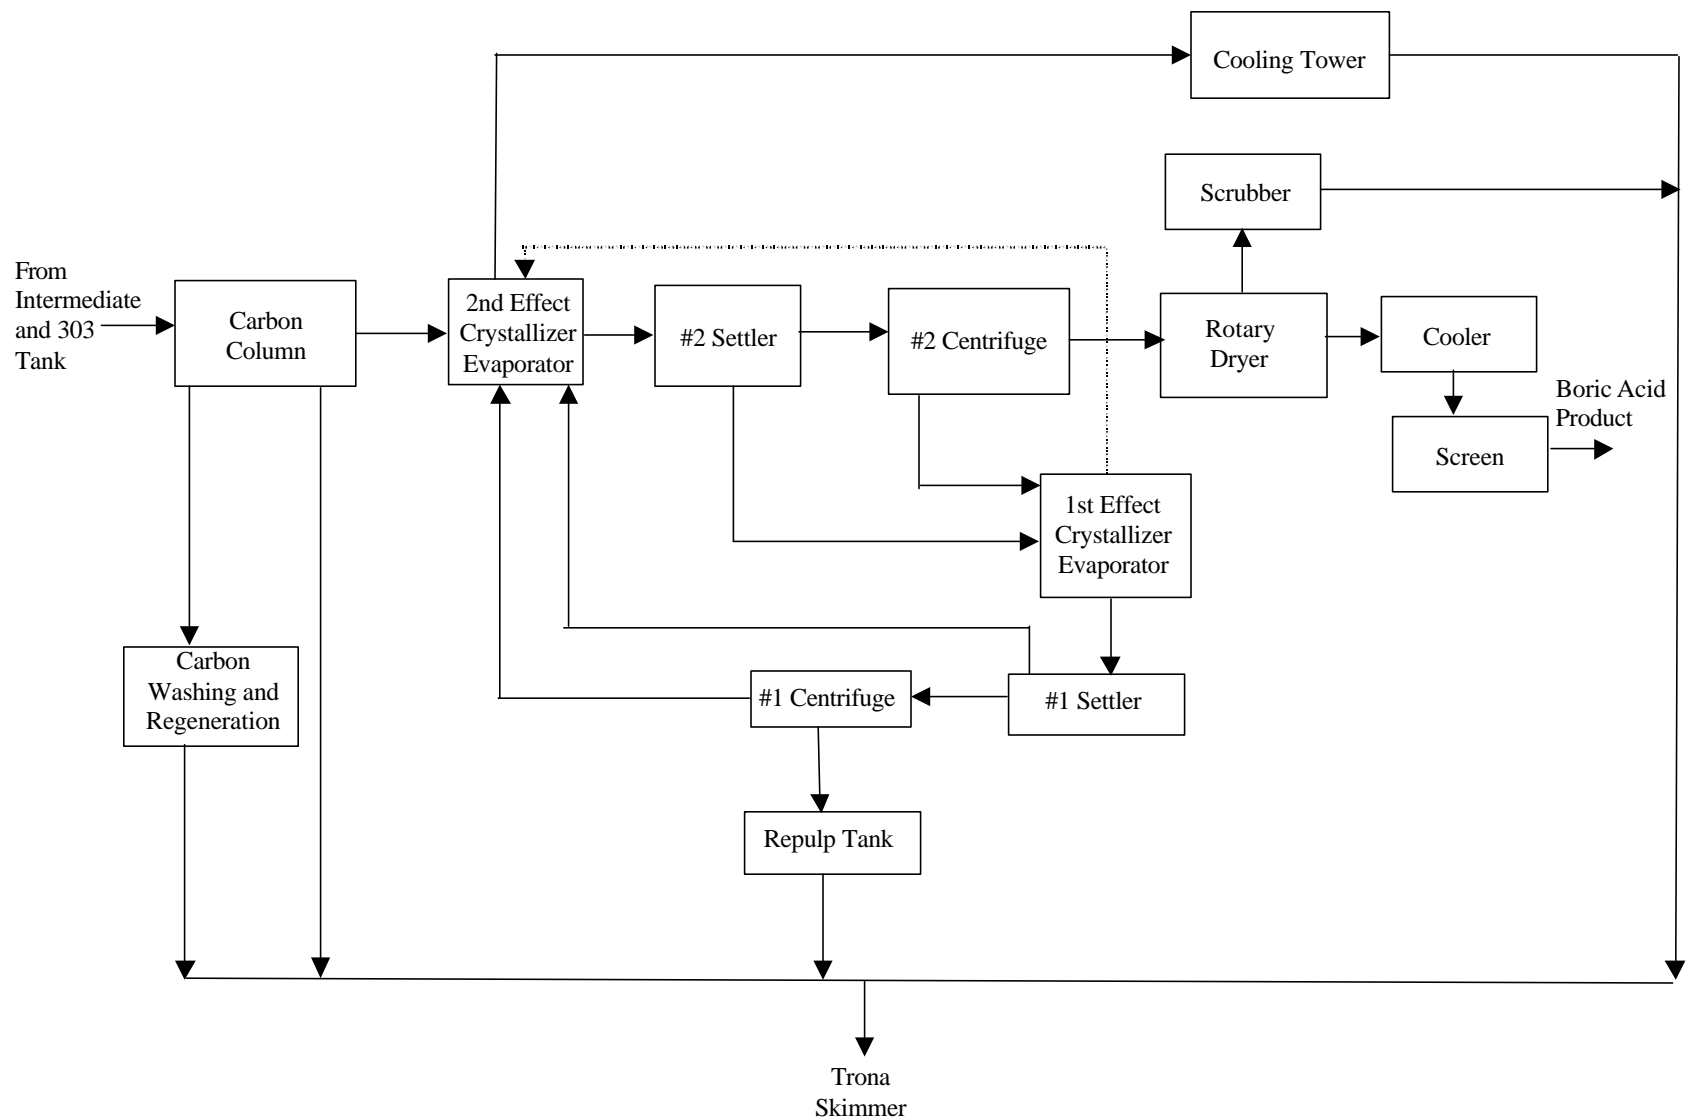 Cooling Tower
Scrubber
From
Intermediate
and 303
Tank
Carbon
Column
2nd Effect
Crystallizer
Evaporator
#2 Settler
#2 Centrifuge
Rotary
Dryer
Cooler
Boric Acid
Product
Screen
1st Effect
Crystallizer
Evaporator
Carbon
Washing and
Regeneration
#1 Centrifuge
#1 Settler
Repulp Tank
Trona
Skimmer